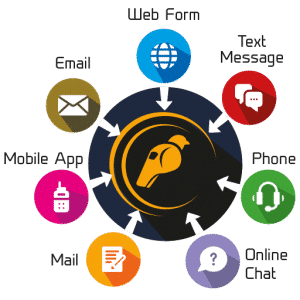 Web Form
Text
Message
Email
Mobile App
Phone
Mail
Online
Chat
?